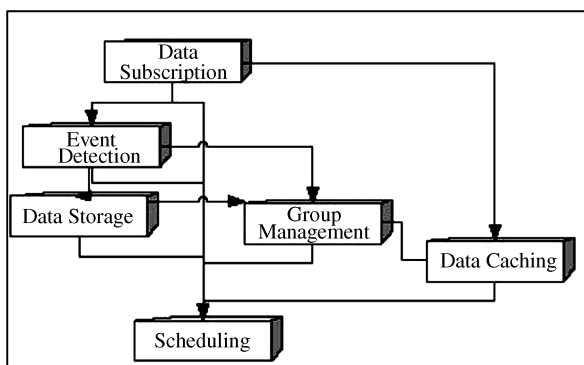 Data
Subscription
Event
Detection
Data Storage
Group
Management
Data Caching
Scheduling